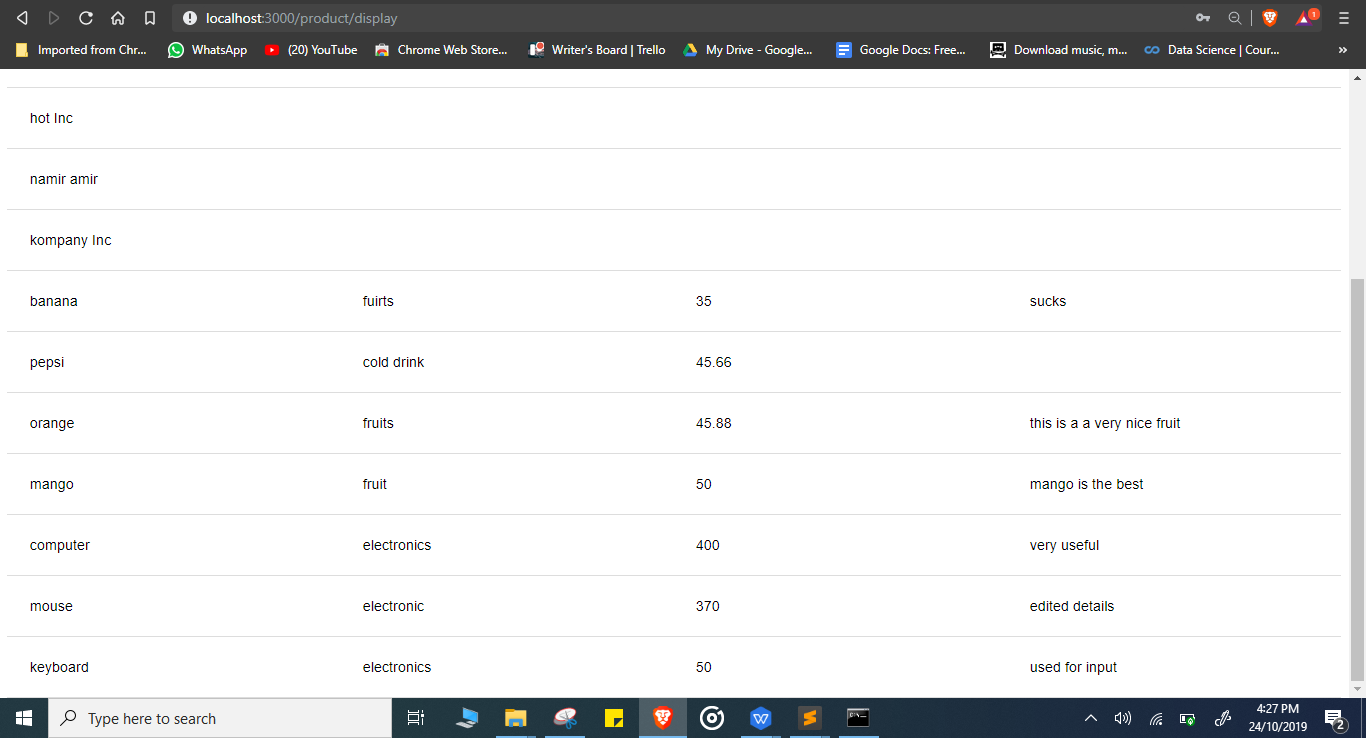 localhost:3000/product/display
1
Imported from Chr... WhatsApp (20) YouTube Chrome Web Store... Writer's Board | Trello My Drive - Google... Google Docs: Free... Download music, m... Data Science | Cour... »
hot Inc
namir amir
kompany Inc
banana fuirts 35 sucks
pepsi cold drink 45.66
orange fruits 45.88 this is a a very nice fruit
mango fruit 50 mango is the best
computer electronics 400 very useful
mouse electronic 370 edited details
keyboard electronics 50 used for input
Type here to search
4:27 PM
24/10/2019
2